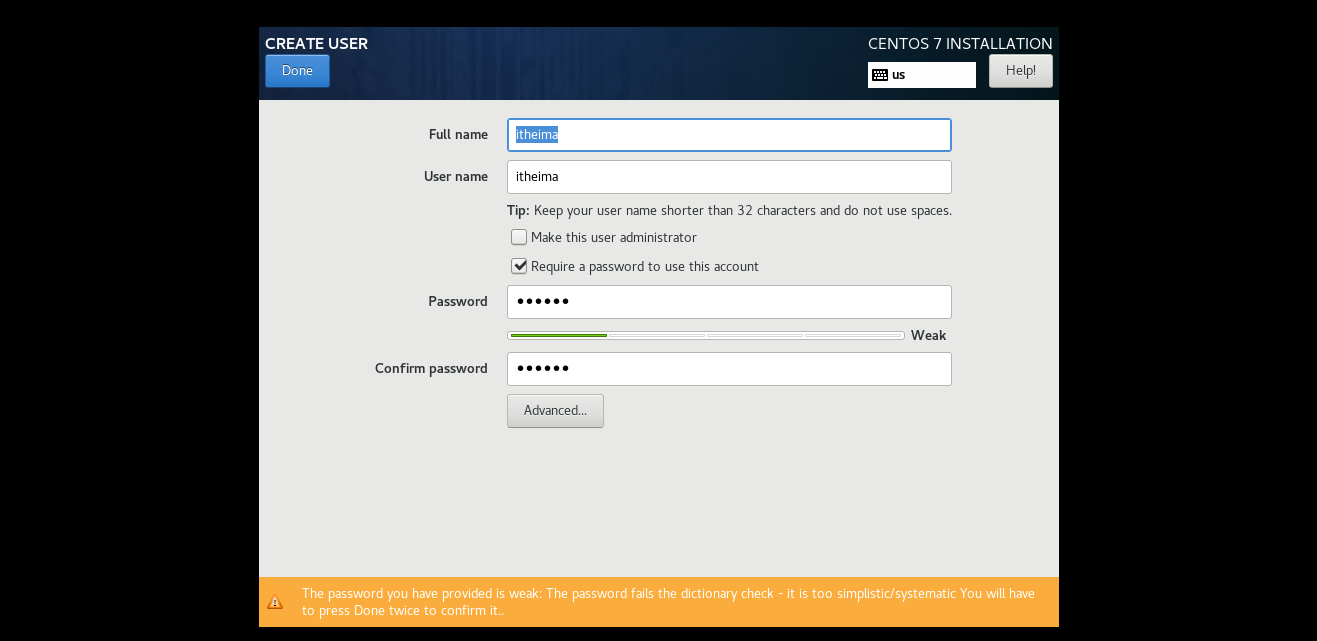 CREATE USER
CENTOS 7 INSTALLATION
Done
us
Help!
Full name
itheima
User name
itheima
Tip: Keep your user name shorter than 32 characters and do not use spaces.
Make this user administrator
Require a password to use this account
Password
●●●●●●
Weak
Confirm password
●●●●●●
Advanced...
The password you have provided is weak: The password fails the dictionary check - it is too simplistic/systematic You will have
to press Done twice to confirm it..